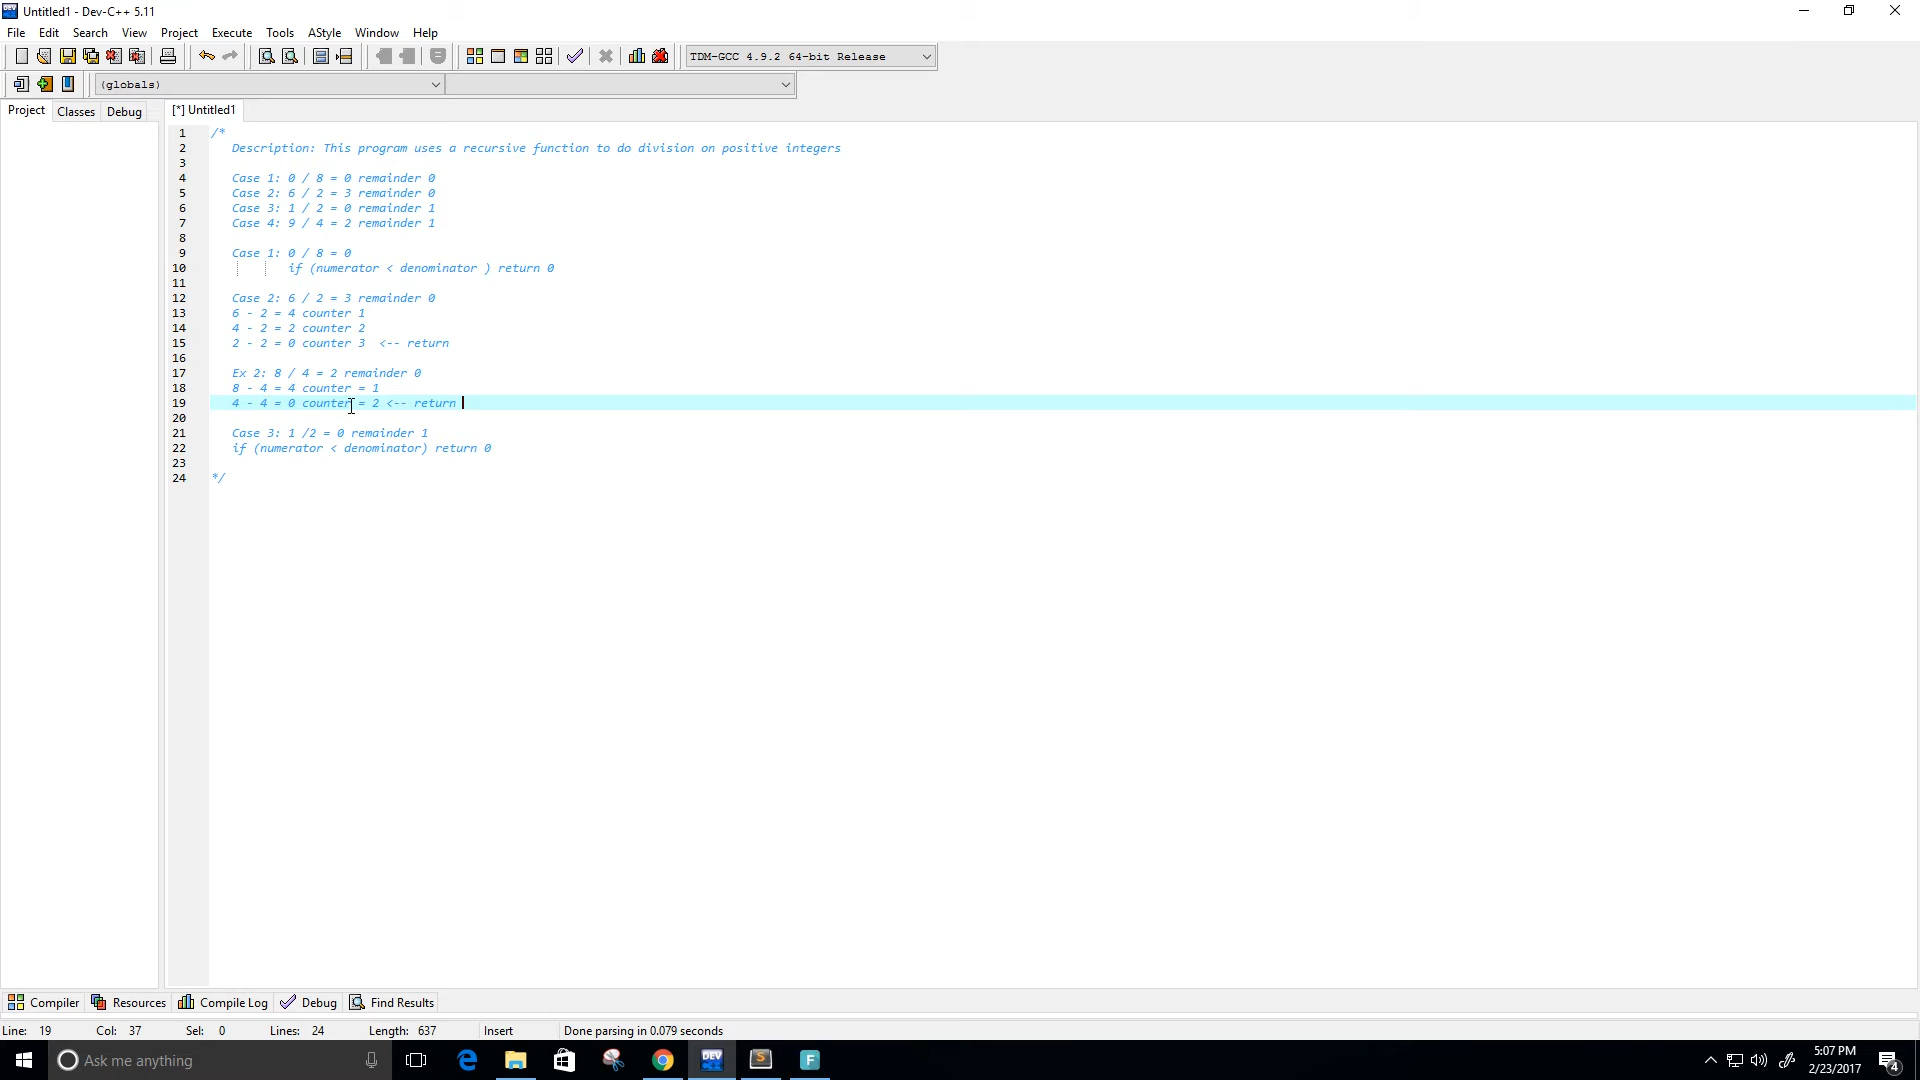 Untitled1 - Dev-C++ 5.11
File Edit Search View Project Execute Tools AStyle Window Help
TDM-GCC 4.9.2 64-bit Release
(globals)
Project Classes Debug [*] Untitled1
1 /*
2 Description: This program uses a recursive function to do division on positive integers
3
4 Case 1: 0 / 8 = 0 remainder 0
5 Case 2: 6 / 2 = 3 remainder 0
6 Case 3: 1 / 2 = 0 remainder 1
7 Case 4: 9 / 4 = 2 remainder 1
8
9 Case 1: 0 / 8 = 0
10 if (numerator < denominator ) return 0
11
12 Case 2: 6 / 2 = 3 remainder 0
13 6 - 2 = 4 counter 1
14 4 - 2 = 2 counter 2
15 2 - 2 = 0 counter 3 <-- return
16
17 Ex 2: 8 / 4 = 2 remainder 0
18 8 - 4 = 4 counter = 1
19 4 - 4 = 0 counter = 2 <-- return
20
21 Case 3: 1 /2 = 0 remainder 1
22 if (numerator < denominator) return 0
23
24 */
Compiler Resources Compile Log Debug Find Results
Line: 19 Col: 37 Sel: 0 Lines: 24 Length: 637 Insert Done parsing in 0.079 seconds
Ask me anything
DEV
S
F
5:07 PM
2/23/2017
4